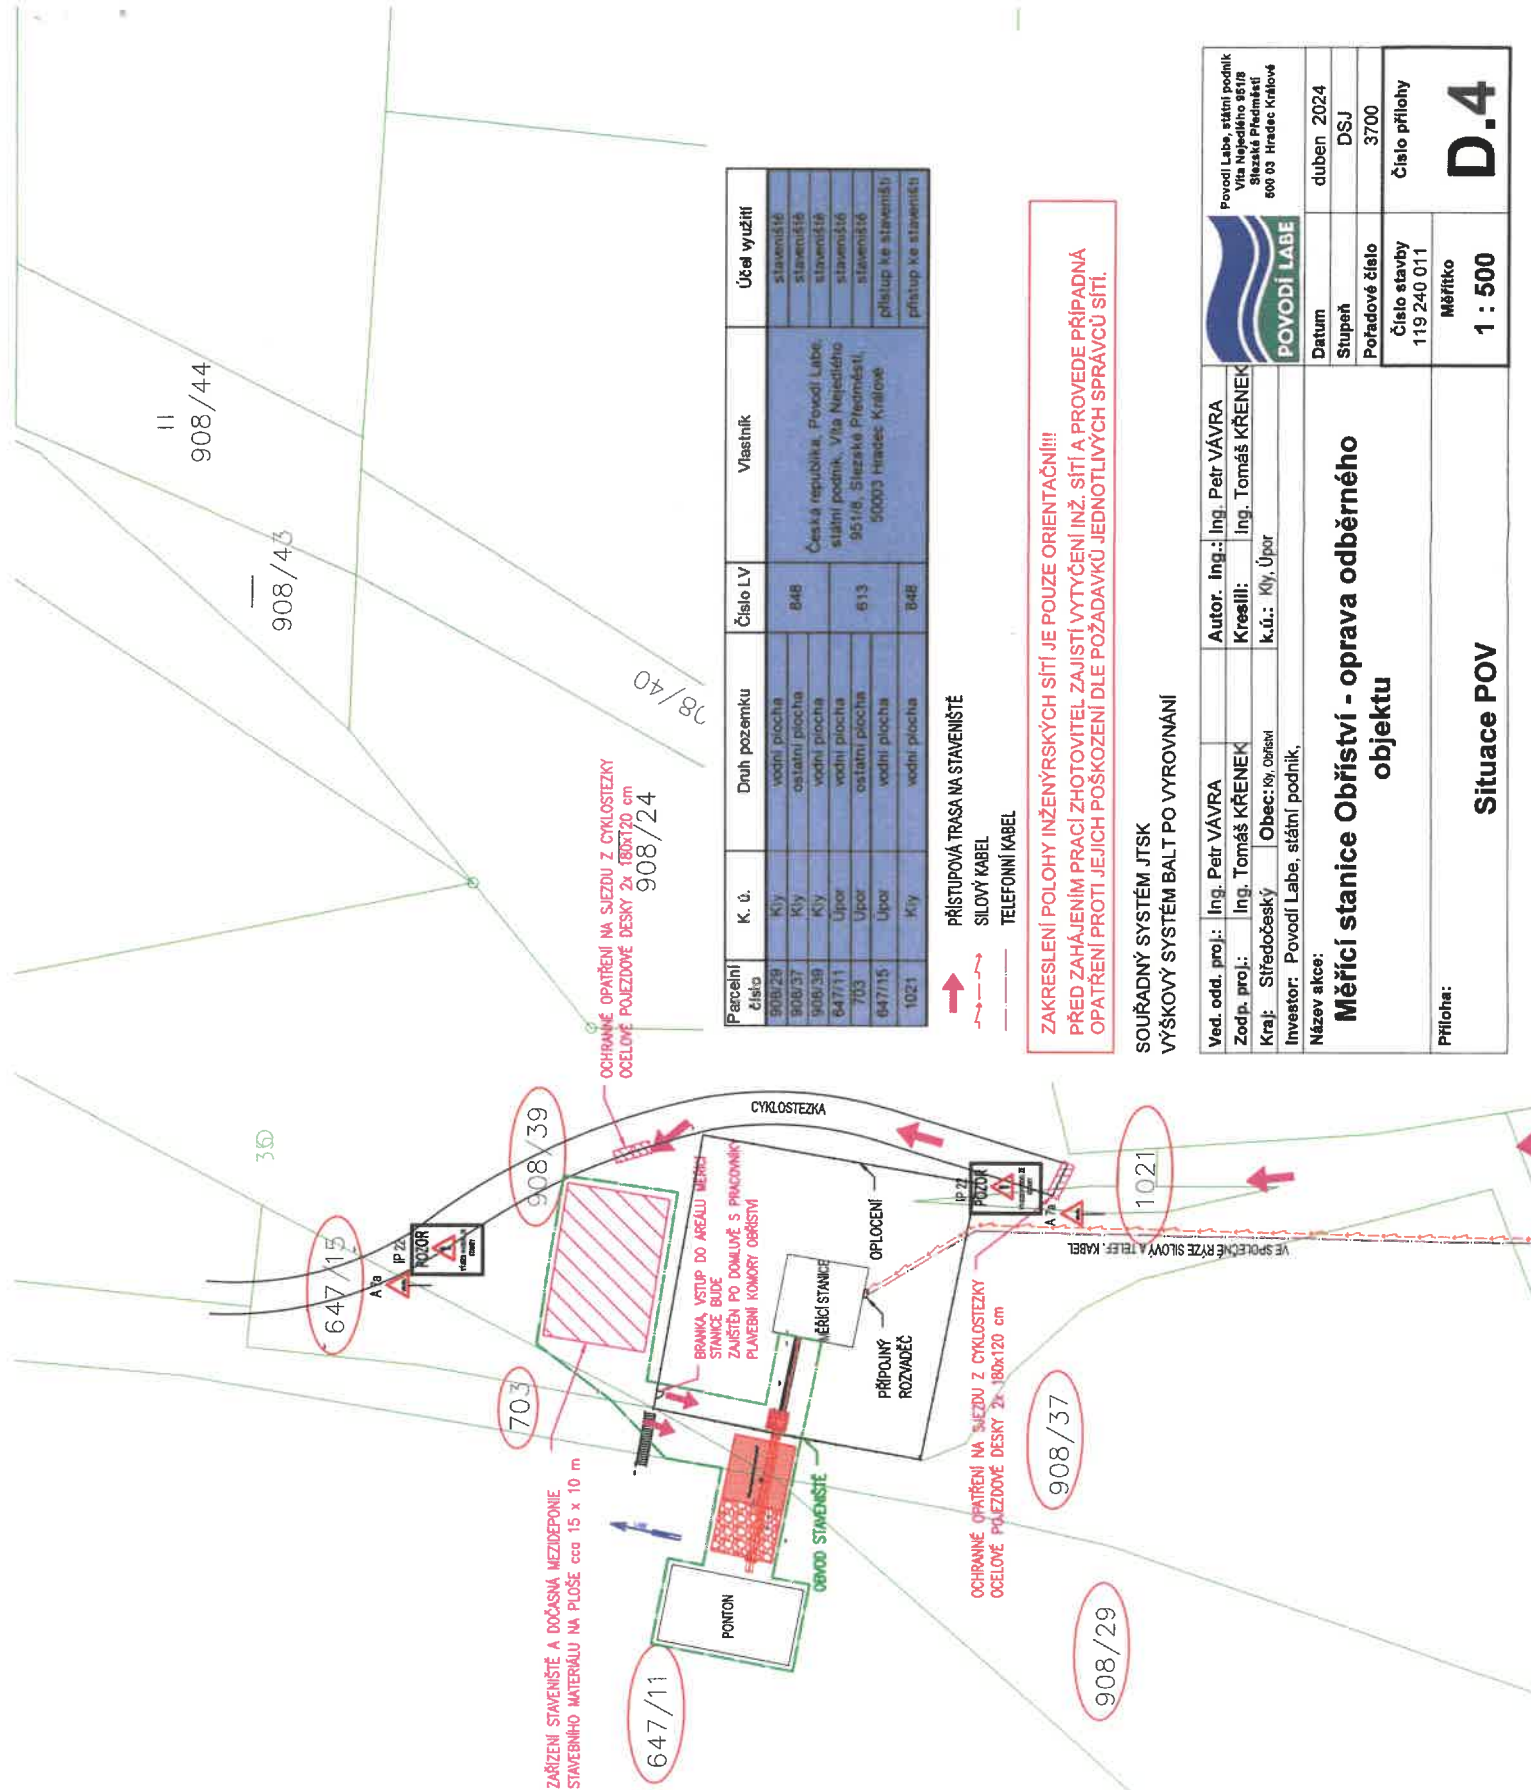 ZAŘÍZENÍ STAVENIŠTĚ A DOČASNÁ MEZIDEPONIE
STAVEBNÍHO MATERIÁLU NA PLOŠE cca 15 x 10 m
647/11
703
647/15
36
A 7a
IP 22
POZOR
908/39
OCHRANNÉ OPATŘENÍ NA SJEZDU Z CYKLOSTEZKY
OCELOVÉ POJEZDOVÉ DESKY 2x 180x120 cm
908/24
908/43
908/44
08/40
BRANKA, VSTUP DO AREÁLU MĚŘICÍ
STANICE BUDE
ZAJIŠTĚN PO DOMLUVĚ S PRACOVNÍKY
PLAVEBNÍ KOMORY OBŘÍSTVÍ
CYKLOSTEZKA
PONTON
OBVOD STAVENIŠTĚ
MĚŘICÍ STANICE
OPLOCENÍ
PŘÍPOJNÝ
ROZVADĚČ
OCHRANNÉ OPATŘENÍ NA SJEZDU Z CYKLOSTEZKY
OCELOVÉ POJEZDOVÉ DESKY 2x 180x120 cm
IP 22
POZOR
A 7a
VE SPOLEČNÉ RÝZE SILOVÝ A TELEF. KABEL
1021
908/37
908/29
Parcelní číslo K. ú. Druh pozemku Číslo LV Vlastník Účel využití
908/29 Kly vodní plocha 848 Česká republika, Povodí Labe, státní podnik, Víta Nejedlého 951/8, Slezské Předměstí, 50003 Hradec Králové staveniště
908/37 Kly ostatní plocha staveniště
908/39 Kly vodní plocha staveniště
647/11 Úpor vodní plocha 613 staveniště
703 Úpor ostatní plocha staveniště
647/15 Úpor vodní plocha přístup ke staveništi
1021 Kly vodní plocha 848 přístup ke staveništi
PŘÍSTUPOVÁ TRASA NA STAVENIŠTĚ
SILOVÝ KABEL
TELEFONNÍ KABEL
ZAKRESLENÍ POLOHY INŽENÝRSKÝCH SÍTÍ JE POUZE ORIENTAČNÍ!!!
PŘED ZAHÁJENÍM PRACÍ ZHOTOVITEL ZAJISTÍ VYTYČENÍ INŽ. SÍTÍ A PROVEDE PŘÍPADNÁ
OPATŘENÍ PROTI JEJICH POŠKOZENÍ DLE POŽADAVKŮ JEDNOTLIVÝCH SPRÁVCŮ SÍTÍ.
SOUŘADNÝ SYSTÉM JTSK
VÝŠKOVÝ SYSTÉM BALT PO VYROVNÁNÍ
Ved. odd. proj.: Ing. Petr VÁVRA Autor. ing.: Ing. Petr VÁVRA
Zodp. proj.: Ing. Tomáš KŘENEK Kreslil: Ing. Tomáš KŘENEK
Kraj: Středočeský Obec: Kly, Obříství k.ú.: Kly, Úpor
Investor: Povodí Labe, státní podnik,
POVODÍ LABE
Povodí Labe, státní podnik
Víta Nejedlého 951/8
Slezské Předměstí
500 03 Hradec Králové
Název akce:
Měřící stanice Obříství - oprava odběrného
objektu
Datum duben 2024
Stupeň DSJ
Pořadové číslo 3700
Číslo stavby
119 240 011
Číslo přílohy
D.4
Příloha:
Situace POV
Měřítko
1 : 500